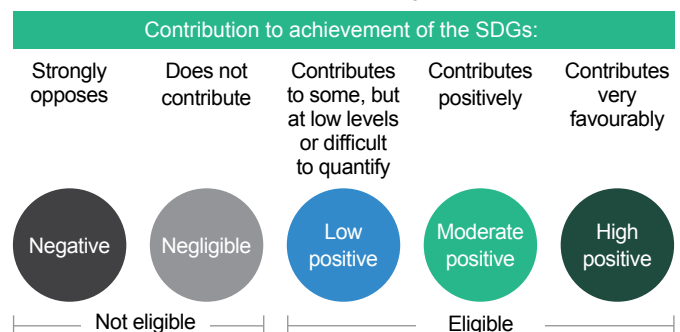 Contribution to achievement of the SDGs:
Strongly
opposes
Does not
contribute
Contributes
to some, but
at low levels
or difficult
to quantify
Contributes
positively
Contributes
very
favourably
Negative
Negligible
Low
positive
Moderate
positive
High
positive
Not eligible
Eligible